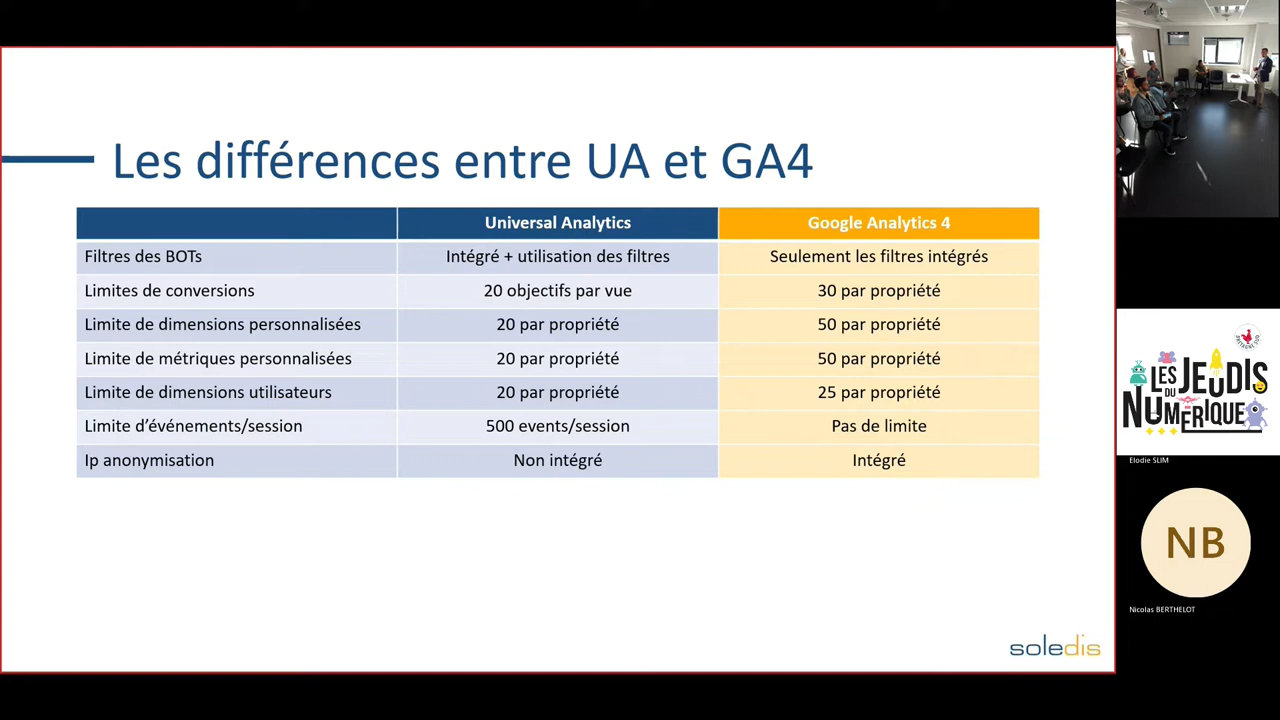 Les différences entre UA et GA4
Universal Analytics Google Analytics 4
Filtres des BOTs Intégré + utilisation des filtres Seulement les filtres intégrés
Limites de conversions 20 objectifs par vue 30 par propriété
Limite de dimensions personnalisées 20 par propriété 50 par propriété
Limite de métriques personnalisées 20 par propriété 50 par propriété
Limite de dimensions utilisateurs 20 par propriété 25 par propriété
Limite d'événements/session 500 events/session Pas de limite
Ip anonymisation Non intégré Intégré
soledis
LES JEUDIS
DU
NUMERIQUE
Elodie SLIM
NB
Nicolas BERTHELOT